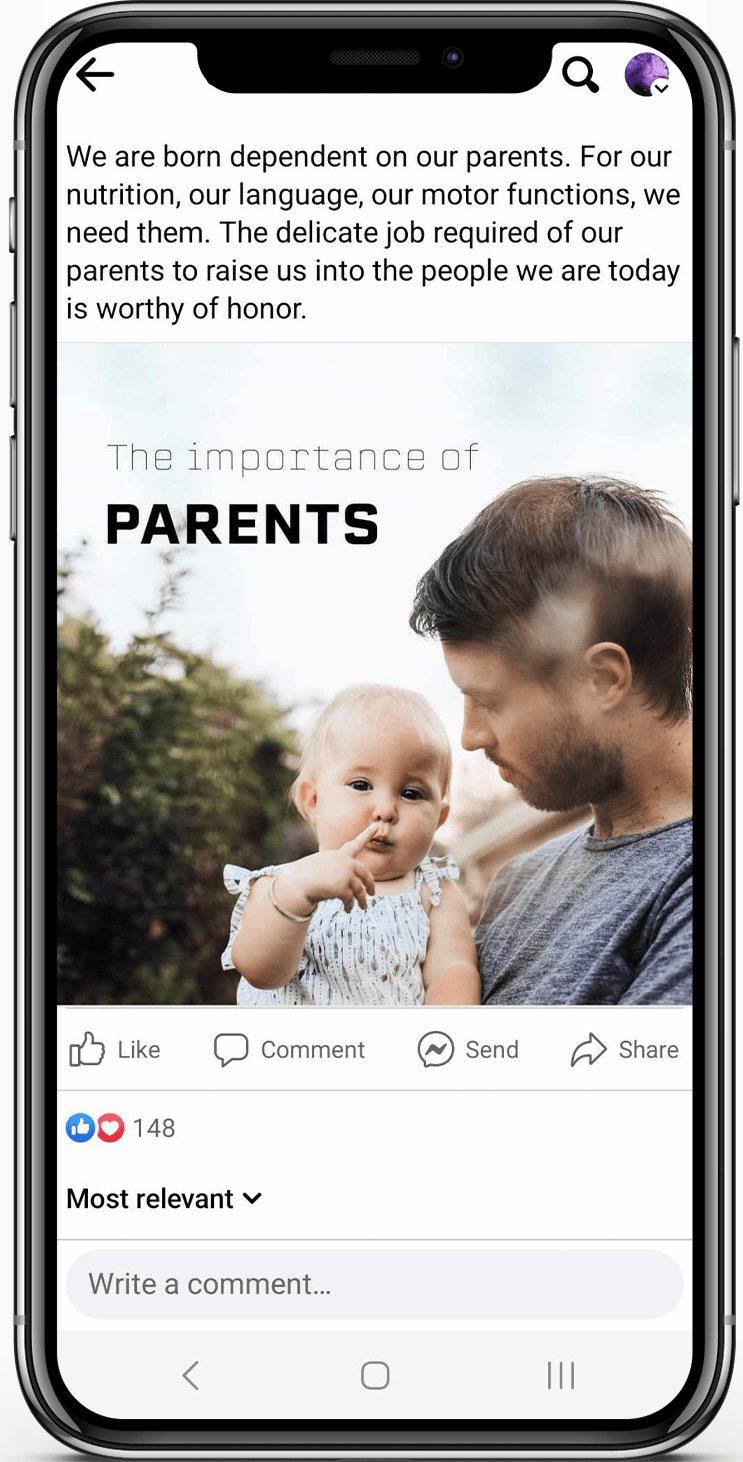 We are born dependent on our parents. For our
nutrition, our language, our motor functions, we
need them. The delicate job required of our
parents to raise us into the people we are today
is worthy of honor.
The importance of
PARENTS
Like Comment Send Share
148
Most relevant
Write a comment...